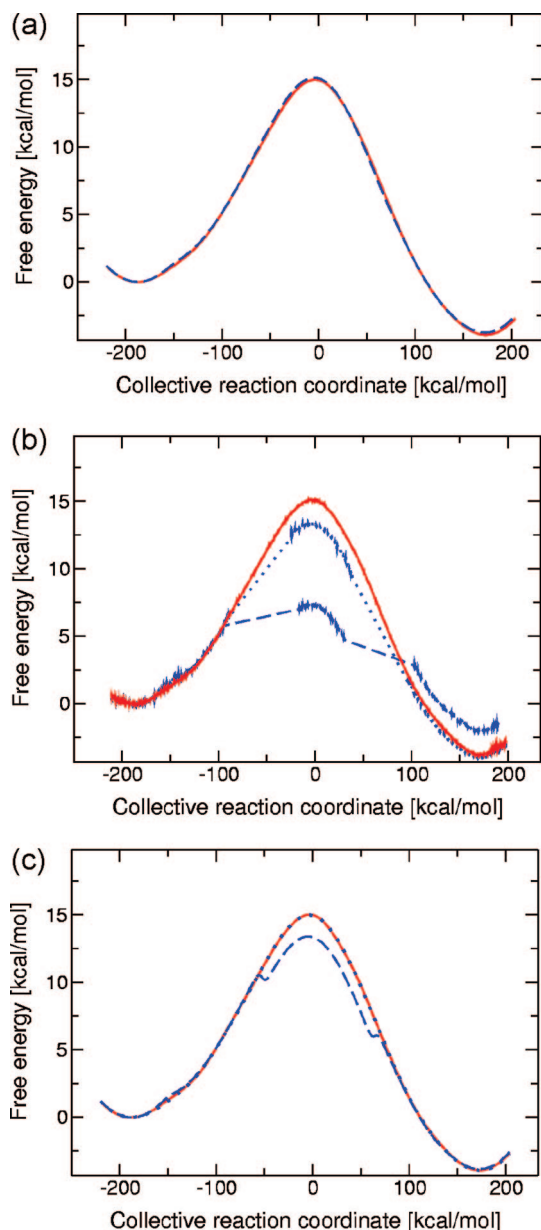 (a)
15
10
5
0
Free energy [kcal/mol]
-200 -100 0 100 200
Collective reaction coordinate [kcal/mol]
(b)
15
10
5
0
Free energy [kcal/mol]
-200 -100 0 100 200
Collective reaction coordinate [kcal/mol]
(c)
15
10
5
0
Free energy [kcal/mol]
-200 -100 0 100 200
Collective reaction coordinate [kcal/mol]